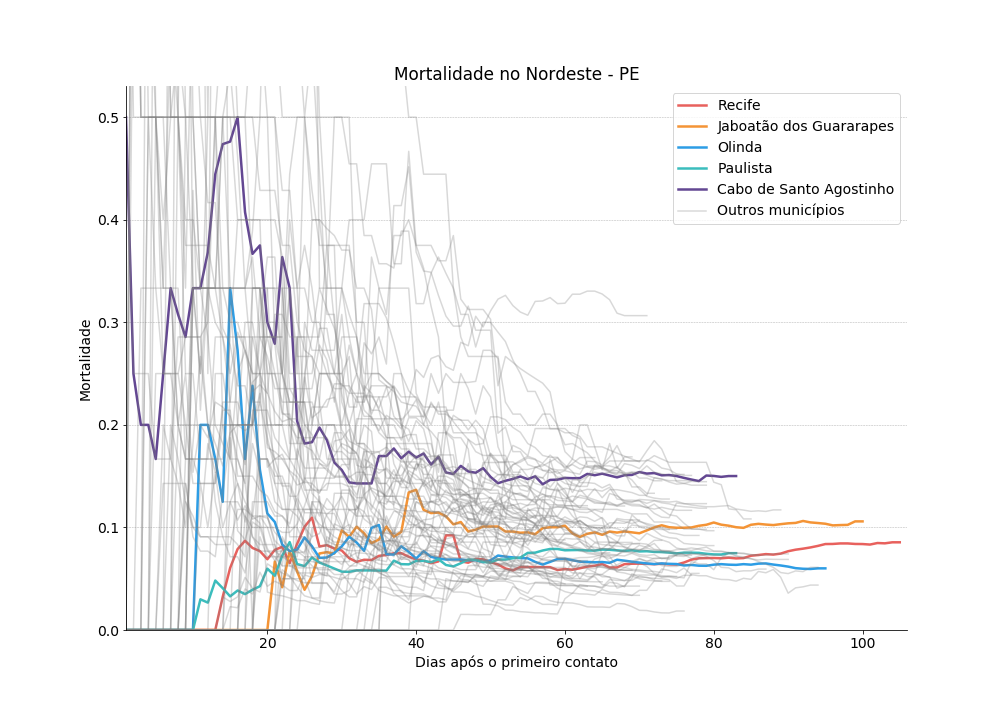 Mortalidade no Nordeste - PE
Recife
Jaboatão dos Guararapes
Olinda
Paulista
Cabo de Santo Agostinho
Outros municípios
0.5
0.4
0.3
0.2
0.1
0.0
Mortalidade
20
40
60
80
100
Dias após o primeiro contato